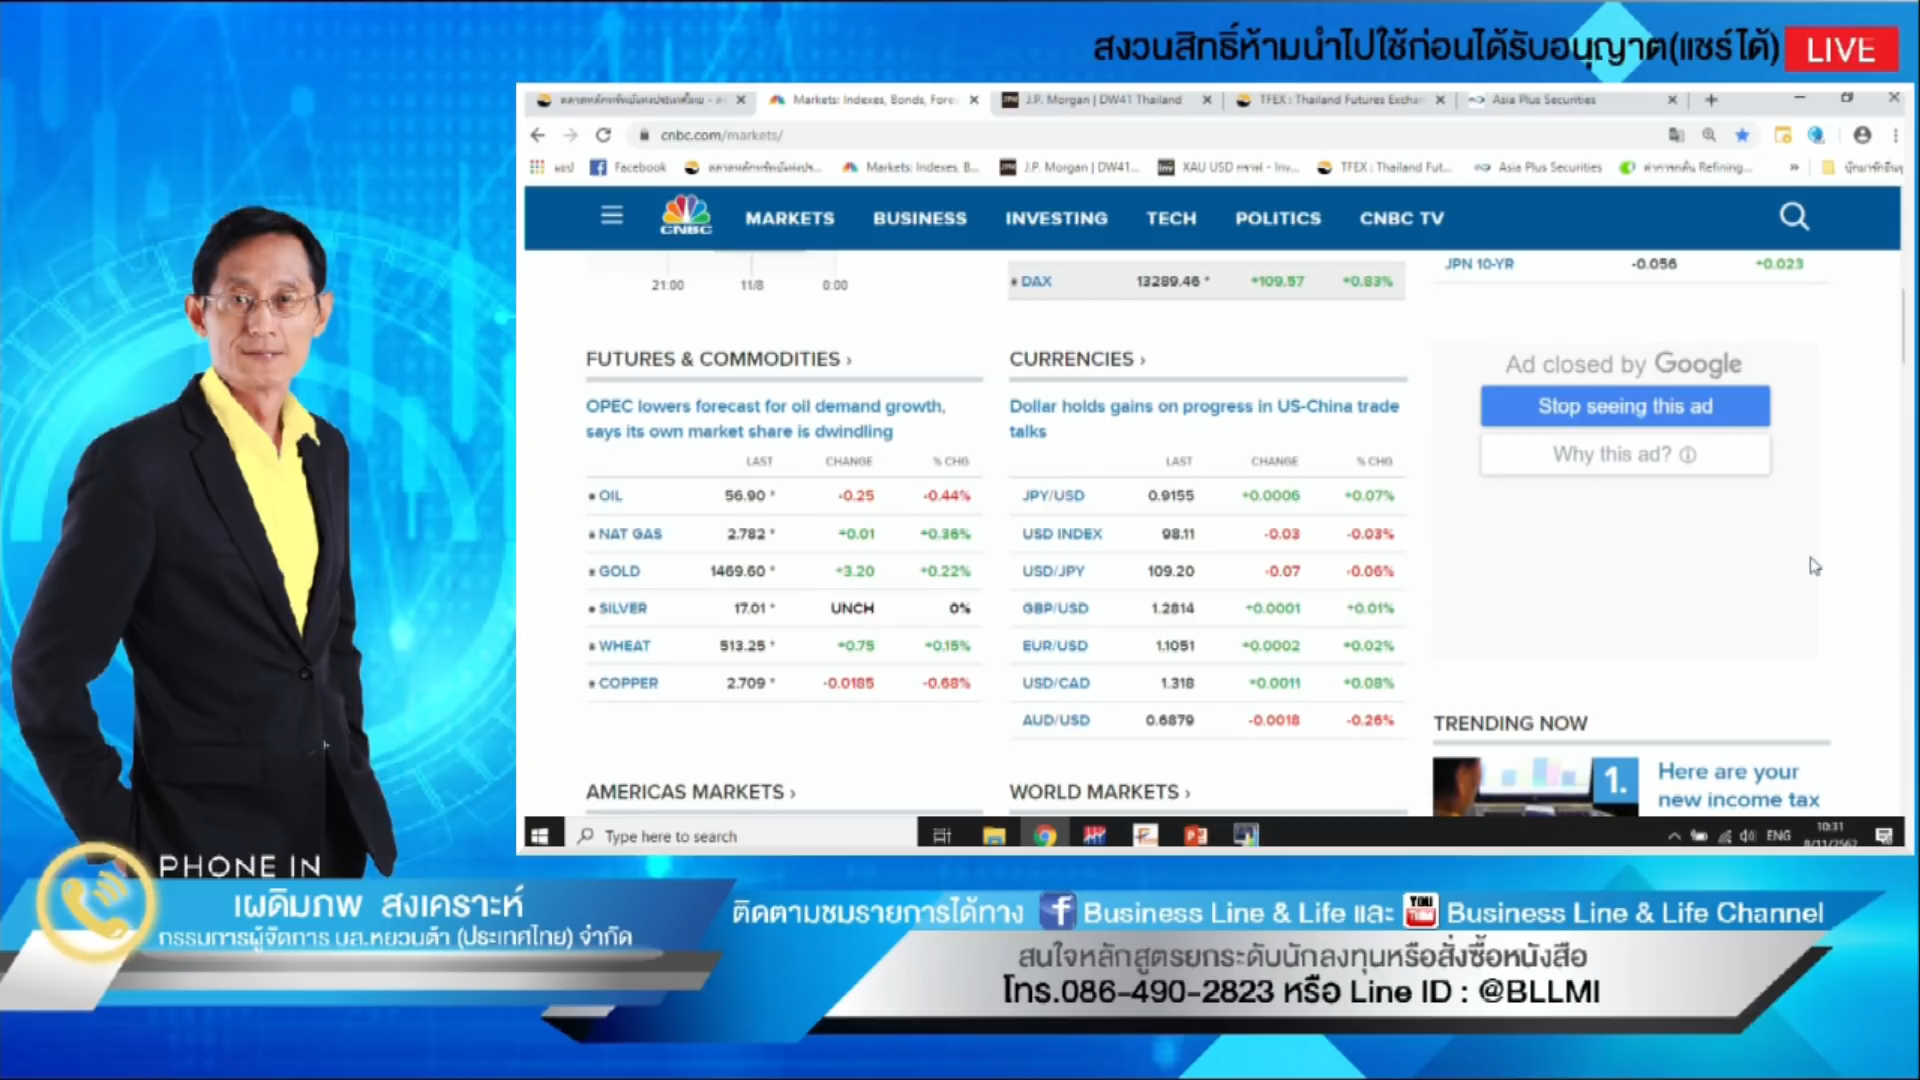 สงวนสิทธิ์ห้ามนำไปใช้ก่อนได้รับอนุญาต(แชร์ได้) LIVE
Markets: Indexes, Bonds, Fore
J.P. Morgan | DW41 Thailand
TFEX : Thailand Futures Exchan
Asia Plus Securities
cnbc.com/markets/
Facebook
Markets: Indexes, B...
J.P. Morgan | DW41...
XAU USD กราฟ - Inv...
TFEX : Thailand Fut...
Asia Plus Securities
ค่าการกลั่น Refining...
CNBC MARKETS BUSINESS INVESTING TECH POLITICS CNBC TV
21:00 11/8 0:00
DAX 13289.46 * +109.57 +0.83%
JPN 10-YR -0.056 +0.023
FUTURES & COMMODITIES ›
OPEC lowers forecast for oil demand growth,
says its own market share is dwindling
LAST CHANGE % CHG
OIL 56.90 * -0.25 -0.44%
NAT GAS 2.782 * +0.01 +0.36%
GOLD 1469.60 * +3.20 +0.22%
SILVER 17.01 * UNCH 0%
WHEAT 513.25 * +0.75 +0.15%
COPPER 2.709 * -0.0185 -0.68%
CURRENCIES ›
Dollar holds gains on progress in US-China trade
talks
LAST CHANGE % CHG
JPY/USD 0.9155 +0.0006 +0.07%
USD INDEX 98.11 -0.03 -0.03%
USD/JPY 109.20 -0.07 -0.06%
GBP/USD 1.2814 +0.0001 +0.01%
EUR/USD 1.1051 +0.0002 +0.02%
USD/CAD 1.318 +0.0011 +0.08%
AUD/USD 0.6879 -0.0018 -0.26%
Ad closed by Google
Stop seeing this ad
Why this ad?
TRENDING NOW
1. Here are your
new income tax
AMERICAS MARKETS ›
WORLD MARKETS ›
Type here to search
ENG
10:31
8/11/2562
PHONE IN
เผดิมภพ สงเคราะห์
กรรมการผู้จัดการ บล.หยวนต้า (ประเทศไทย) จำกัด
ติดตามชมรายการได้ทาง f Business Line & Life และ YOU Business Line & Life Channel
สนใจหลักสูตรยกระดับนักลงทุนหรือสั่งซื้อหนังสือ
โทร.086-490-2823 หรือ Line ID : @BLLMI